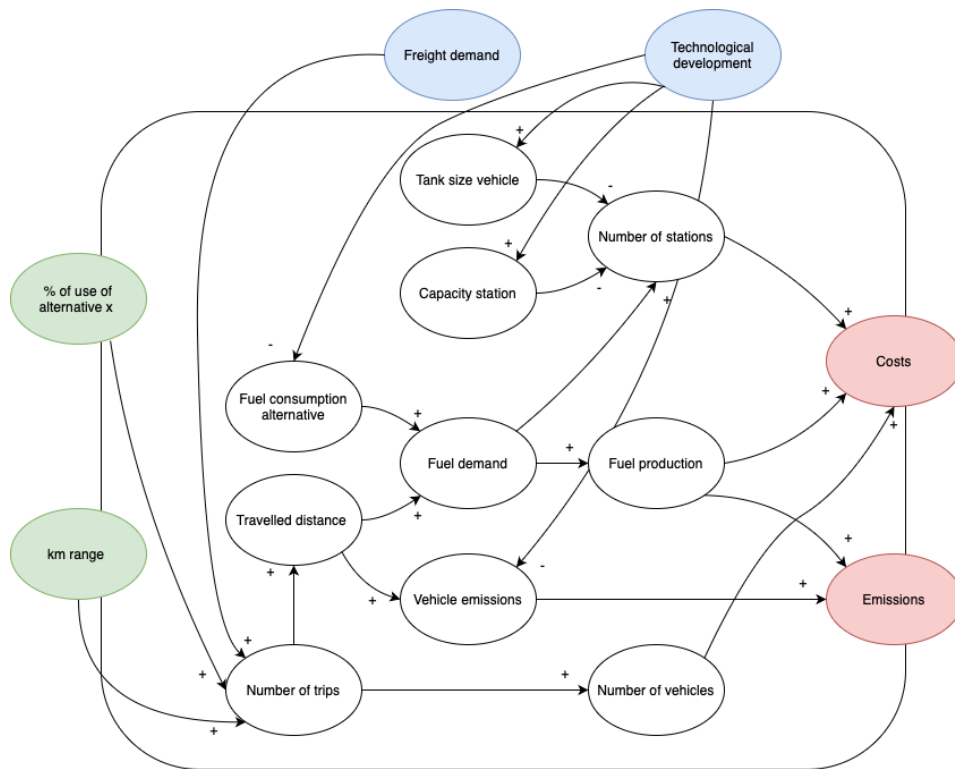 Freight demand
Technological
development
+
Tank size vehicle
-
+
Number of stations
% of use of
alternative x
Capacity station
-
+
+
-
Costs
Fuel consumption
alternative
+
+
+
Fuel demand
+
Fuel production
Travelled distance
+
+
km range
+
-
+
+
Vehicle emissions
Emissions
+
+
+
Number of trips
Number of vehicles
+